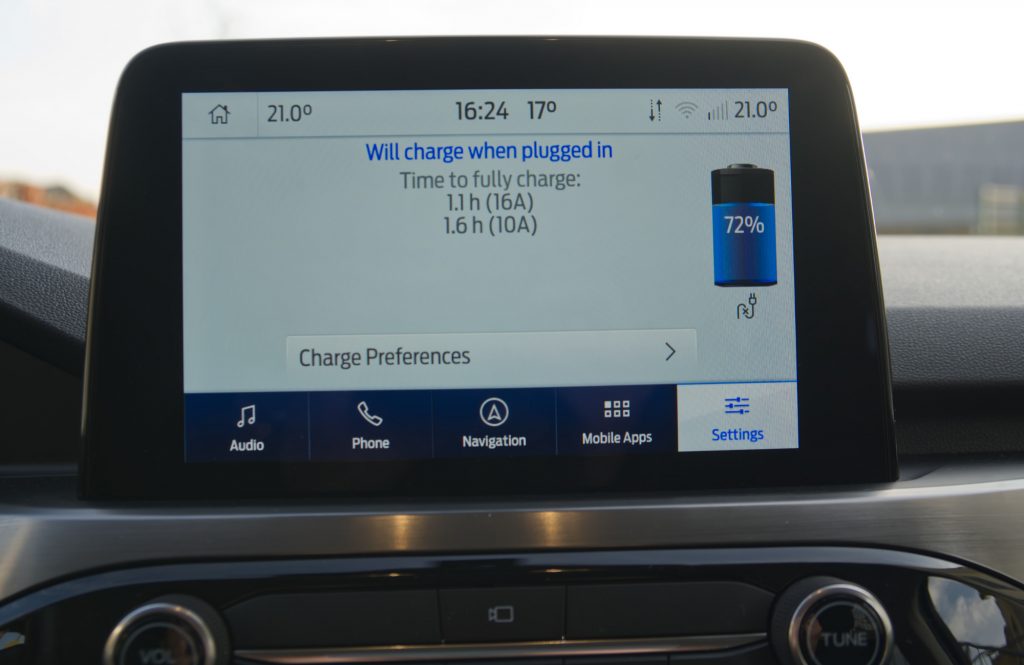 21.0° 16:24 17° 21.0°
Will charge when plugged in
Time to fully charge:
1.1 h (16A)
1.6 h (10A)
72%
Charge Preferences
Audio Phone Navigation Mobile Apps Settings
VOL TUNE